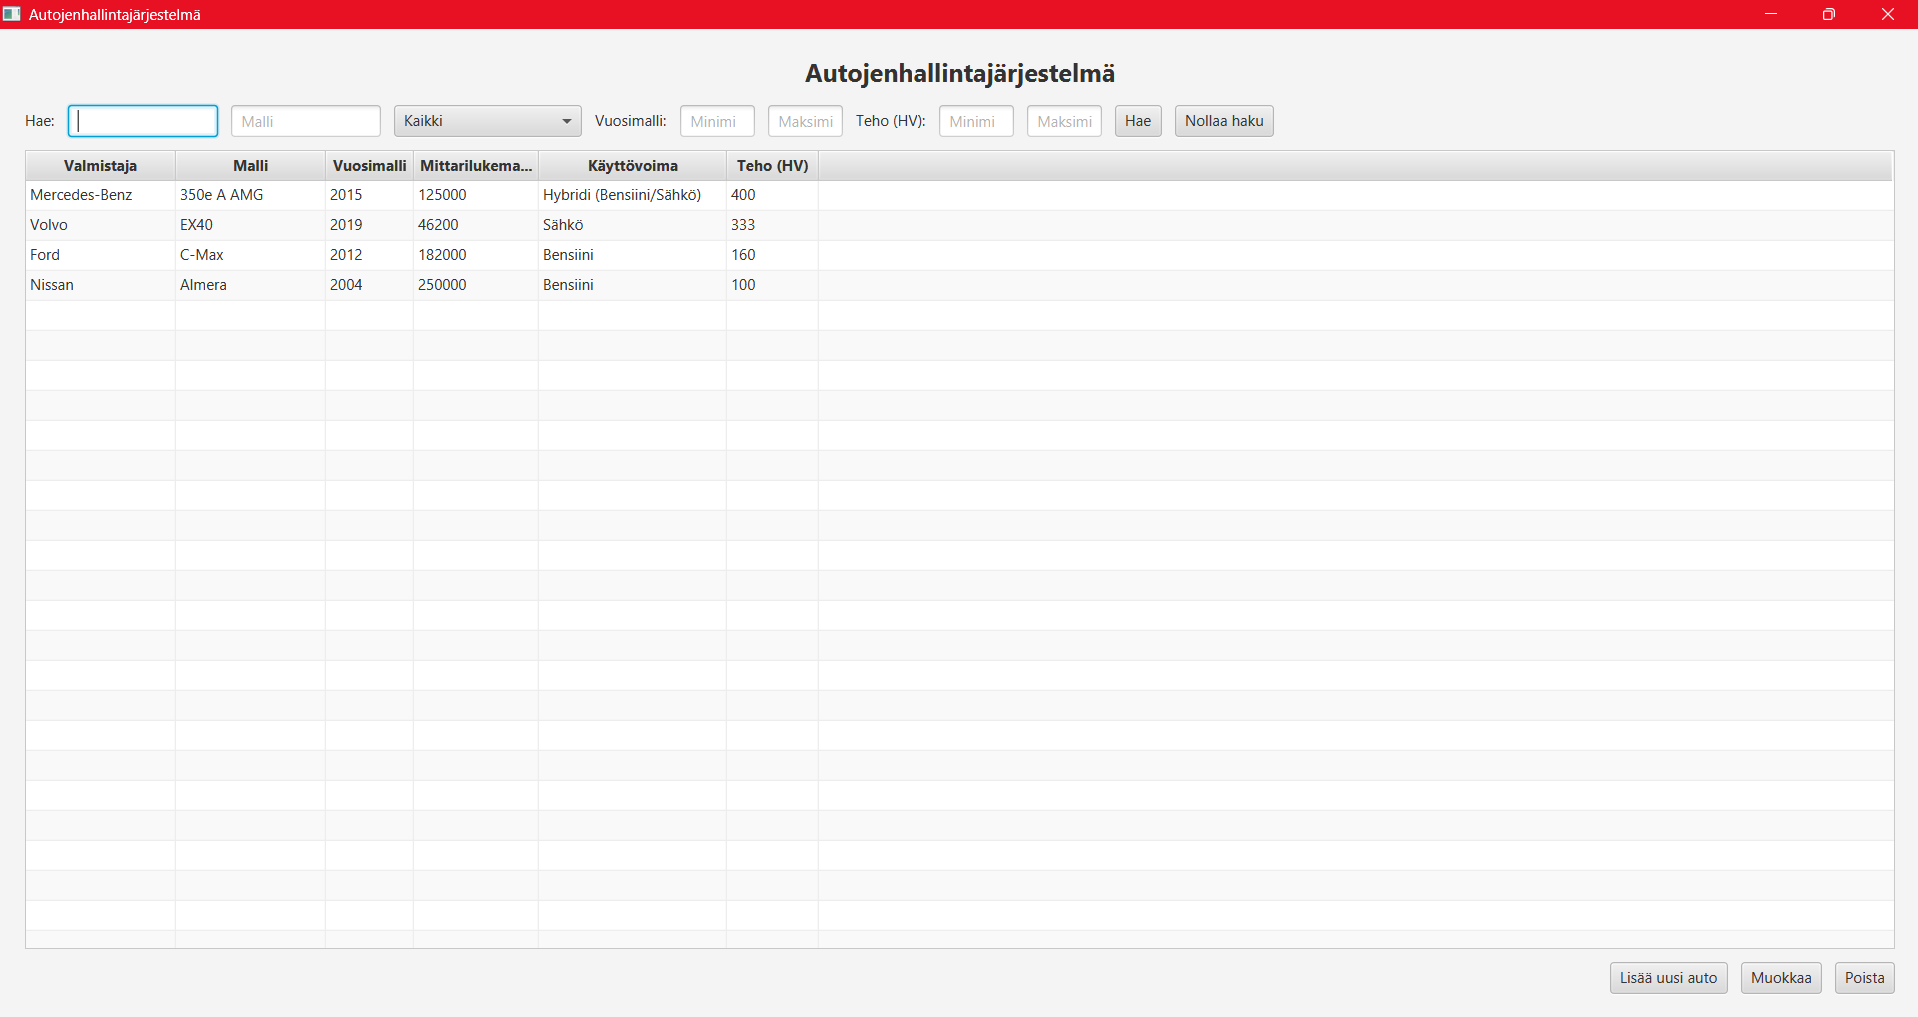 Autojenhallintajärjestelmä
Autojenhallintajärjestelmä
Hae: Malli Kaikki Vuosimalli: Minimi Maksimi Teho (HV): Minimi Maksimi Hae Nollaa haku
Valmistaja Malli Vuosimalli Mittarilukema... Käyttövoima Teho (HV)
Mercedes-Benz 350e A AMG 2015 125000 Hybridi (Bensiini/Sähkö) 400
Volvo EX40 2019 46200 Sähkö 333
Ford C-Max 2012 182000 Bensiini 160
Nissan Almera 2004 250000 Bensiini 100
Lisää uusi auto Muokkaa Poista